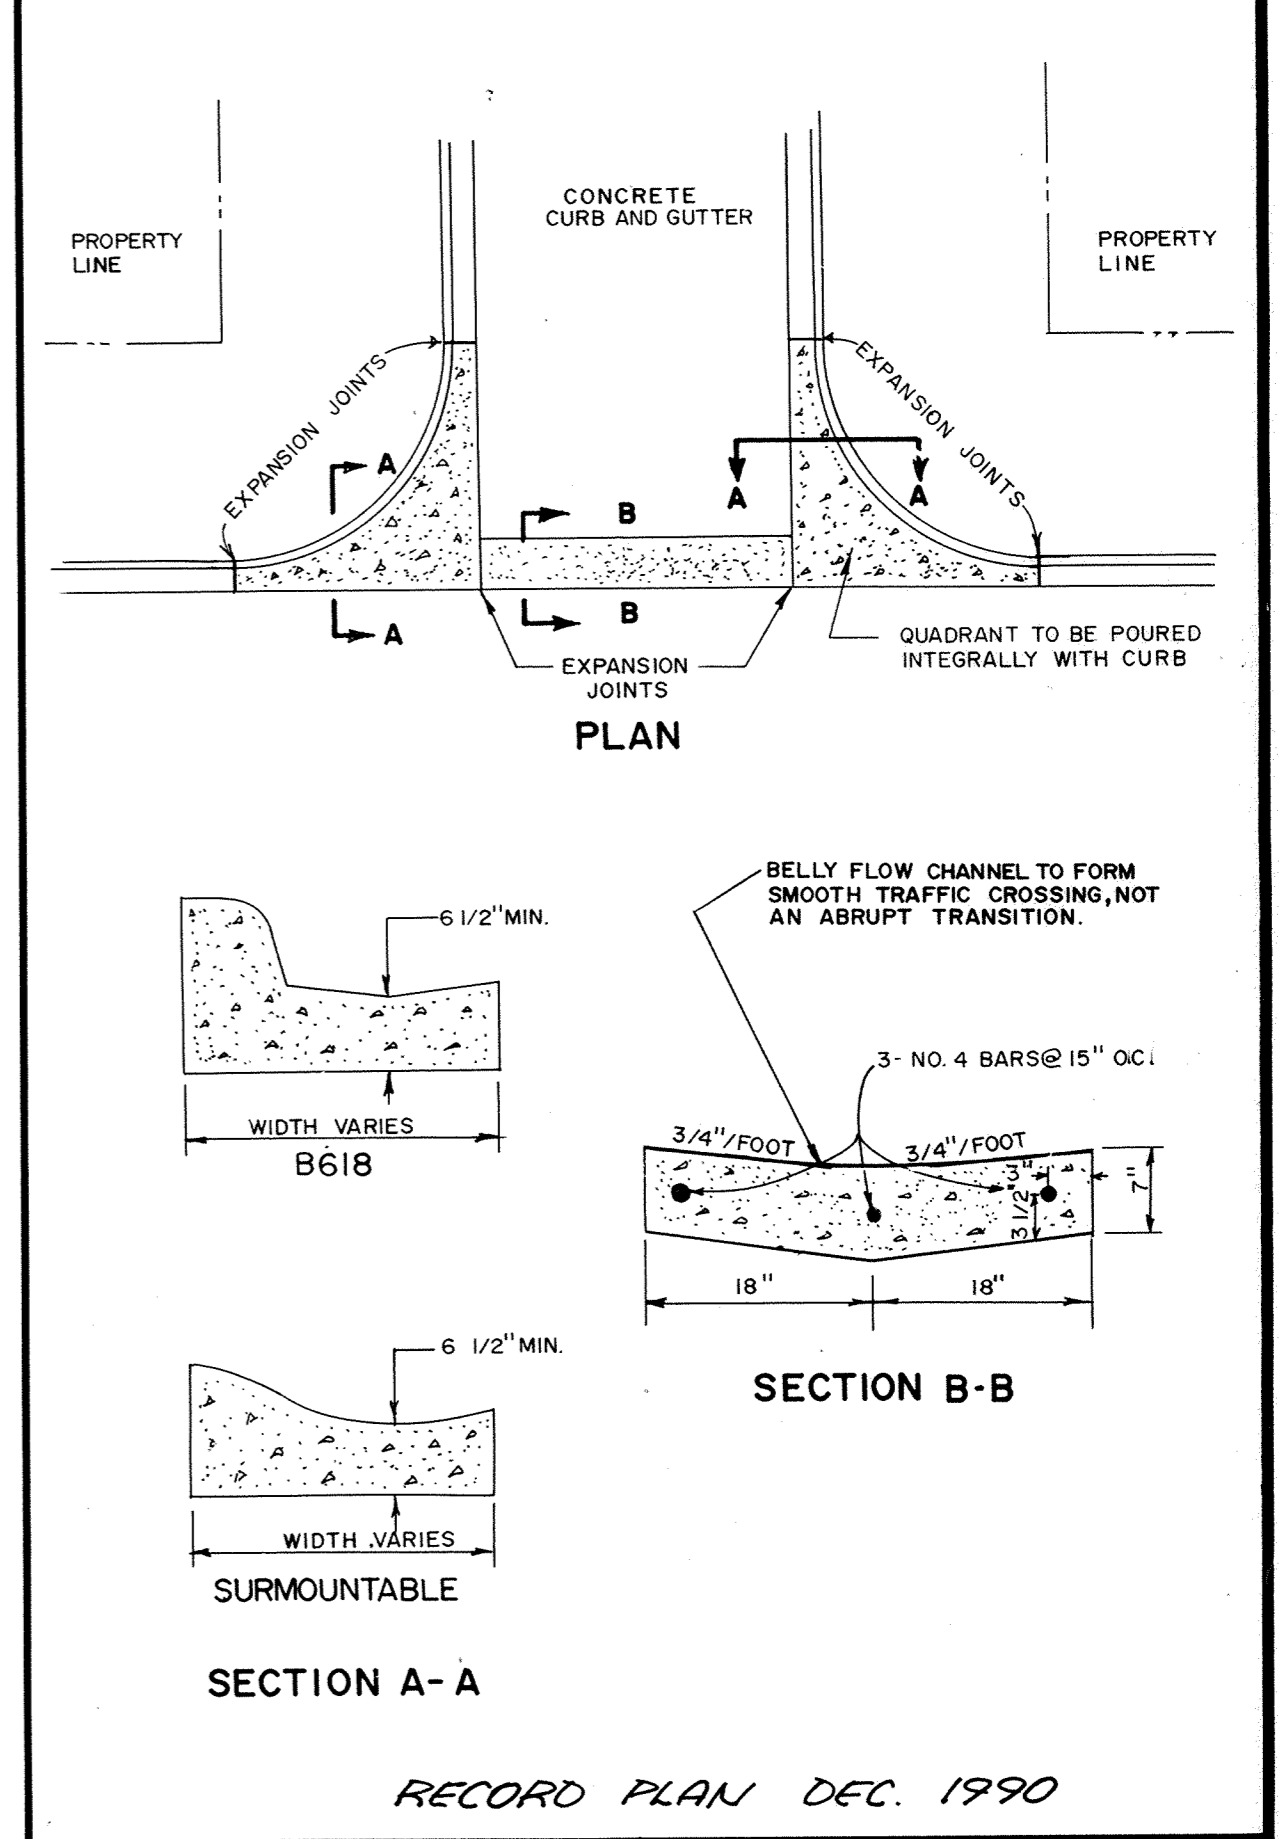 CONCRETE
CURB AND GUTTER
PROPERTY
LINE
PROPERTY
LINE
EXPANSION JOINTS
EXPANSION JOINTS
A
A
A
A
B
B
EXPANSION
JOINTS
QUADRANT TO BE POURED
INTEGRALLY WITH CURB
PLAN
BELLY FLOW CHANNEL TO FORM
SMOOTH TRAFFIC CROSSING, NOT
AN ABRUPT TRANSITION.
6 1/2" MIN.
WIDTH VARIES
B618
3- NO. 4 BARS @ 15" O.C.
3/4"/FOOT
3/4"/FOOT
3"
3 1/2"
7"
18"
18"
SECTION B-B
6 1/2" MIN.
WIDTH VARIES
SURMOUNTABLE
SECTION A-A
RECORD PLAN DEC. 1990